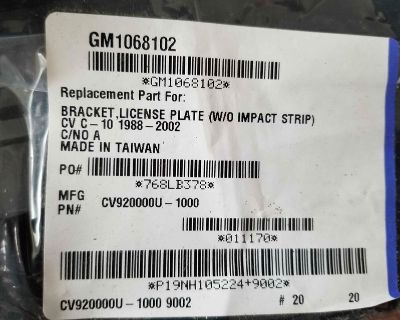 GM1068102
*GM1068102*
Replacement Part For:
BRACKET,LICENSE PLATE (W/O IMPACT STRIP)
CV C-10 1988-2002
C/NO A
MADE IN TAIWAN
PO# *768LB378*
MFG
PN# CV920000U-1000
*011170*
*P19NH105224+9002*
CV920000U-1000 9002 # 20 20